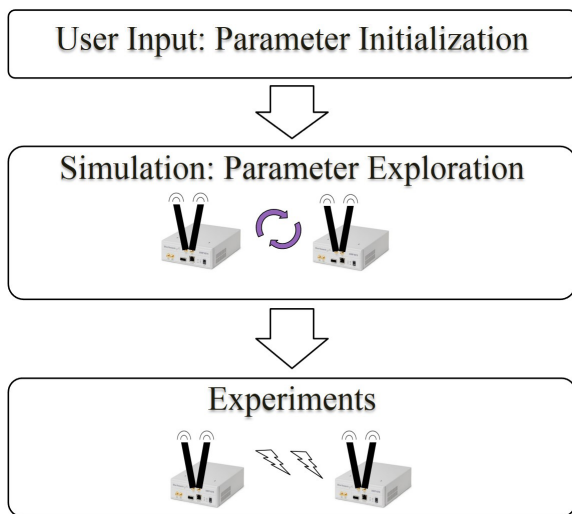 User Input: Parameter Initialization
Simulation: Parameter Exploration
Experiments